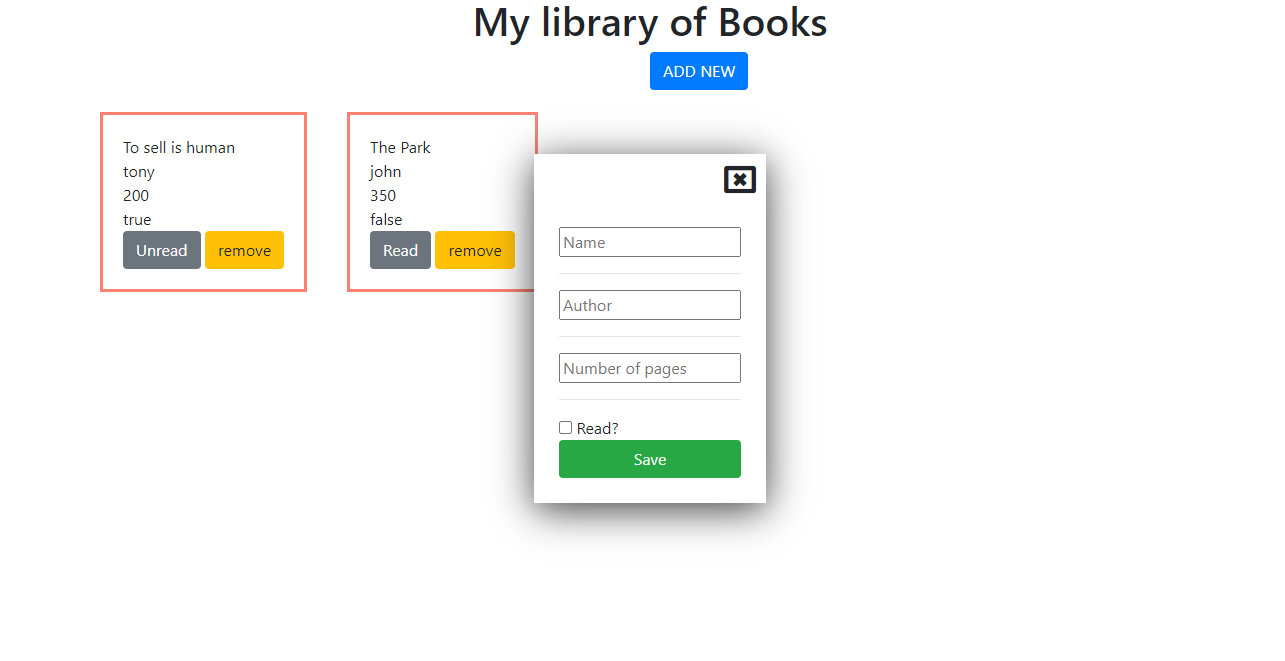 My library of Books
ADD NEW
To sell is human
tony
200
true
Unread remove
The Park
john
350
false
Read remove
Name
Author
Number of pages
Read?
Save